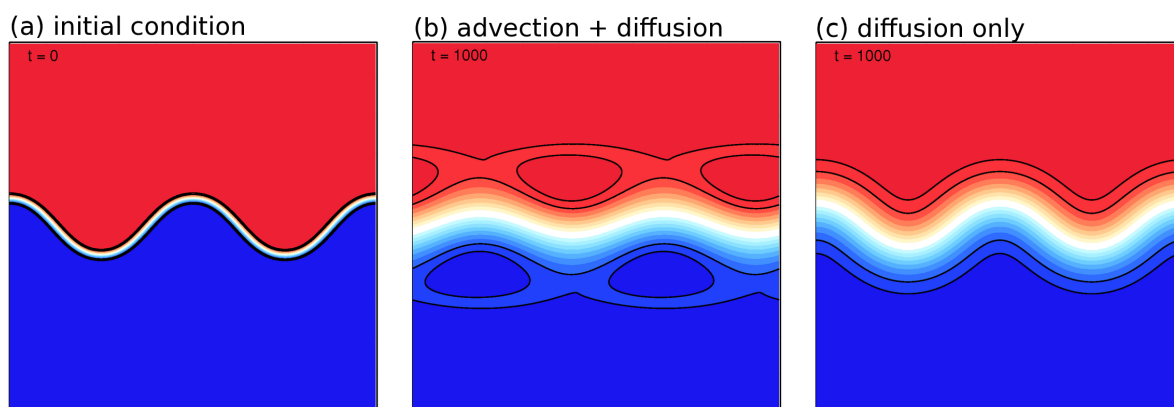 (a) initial condition
t = 0
(b) advection + diffusion
t = 1000
(c) diffusion only
t = 1000